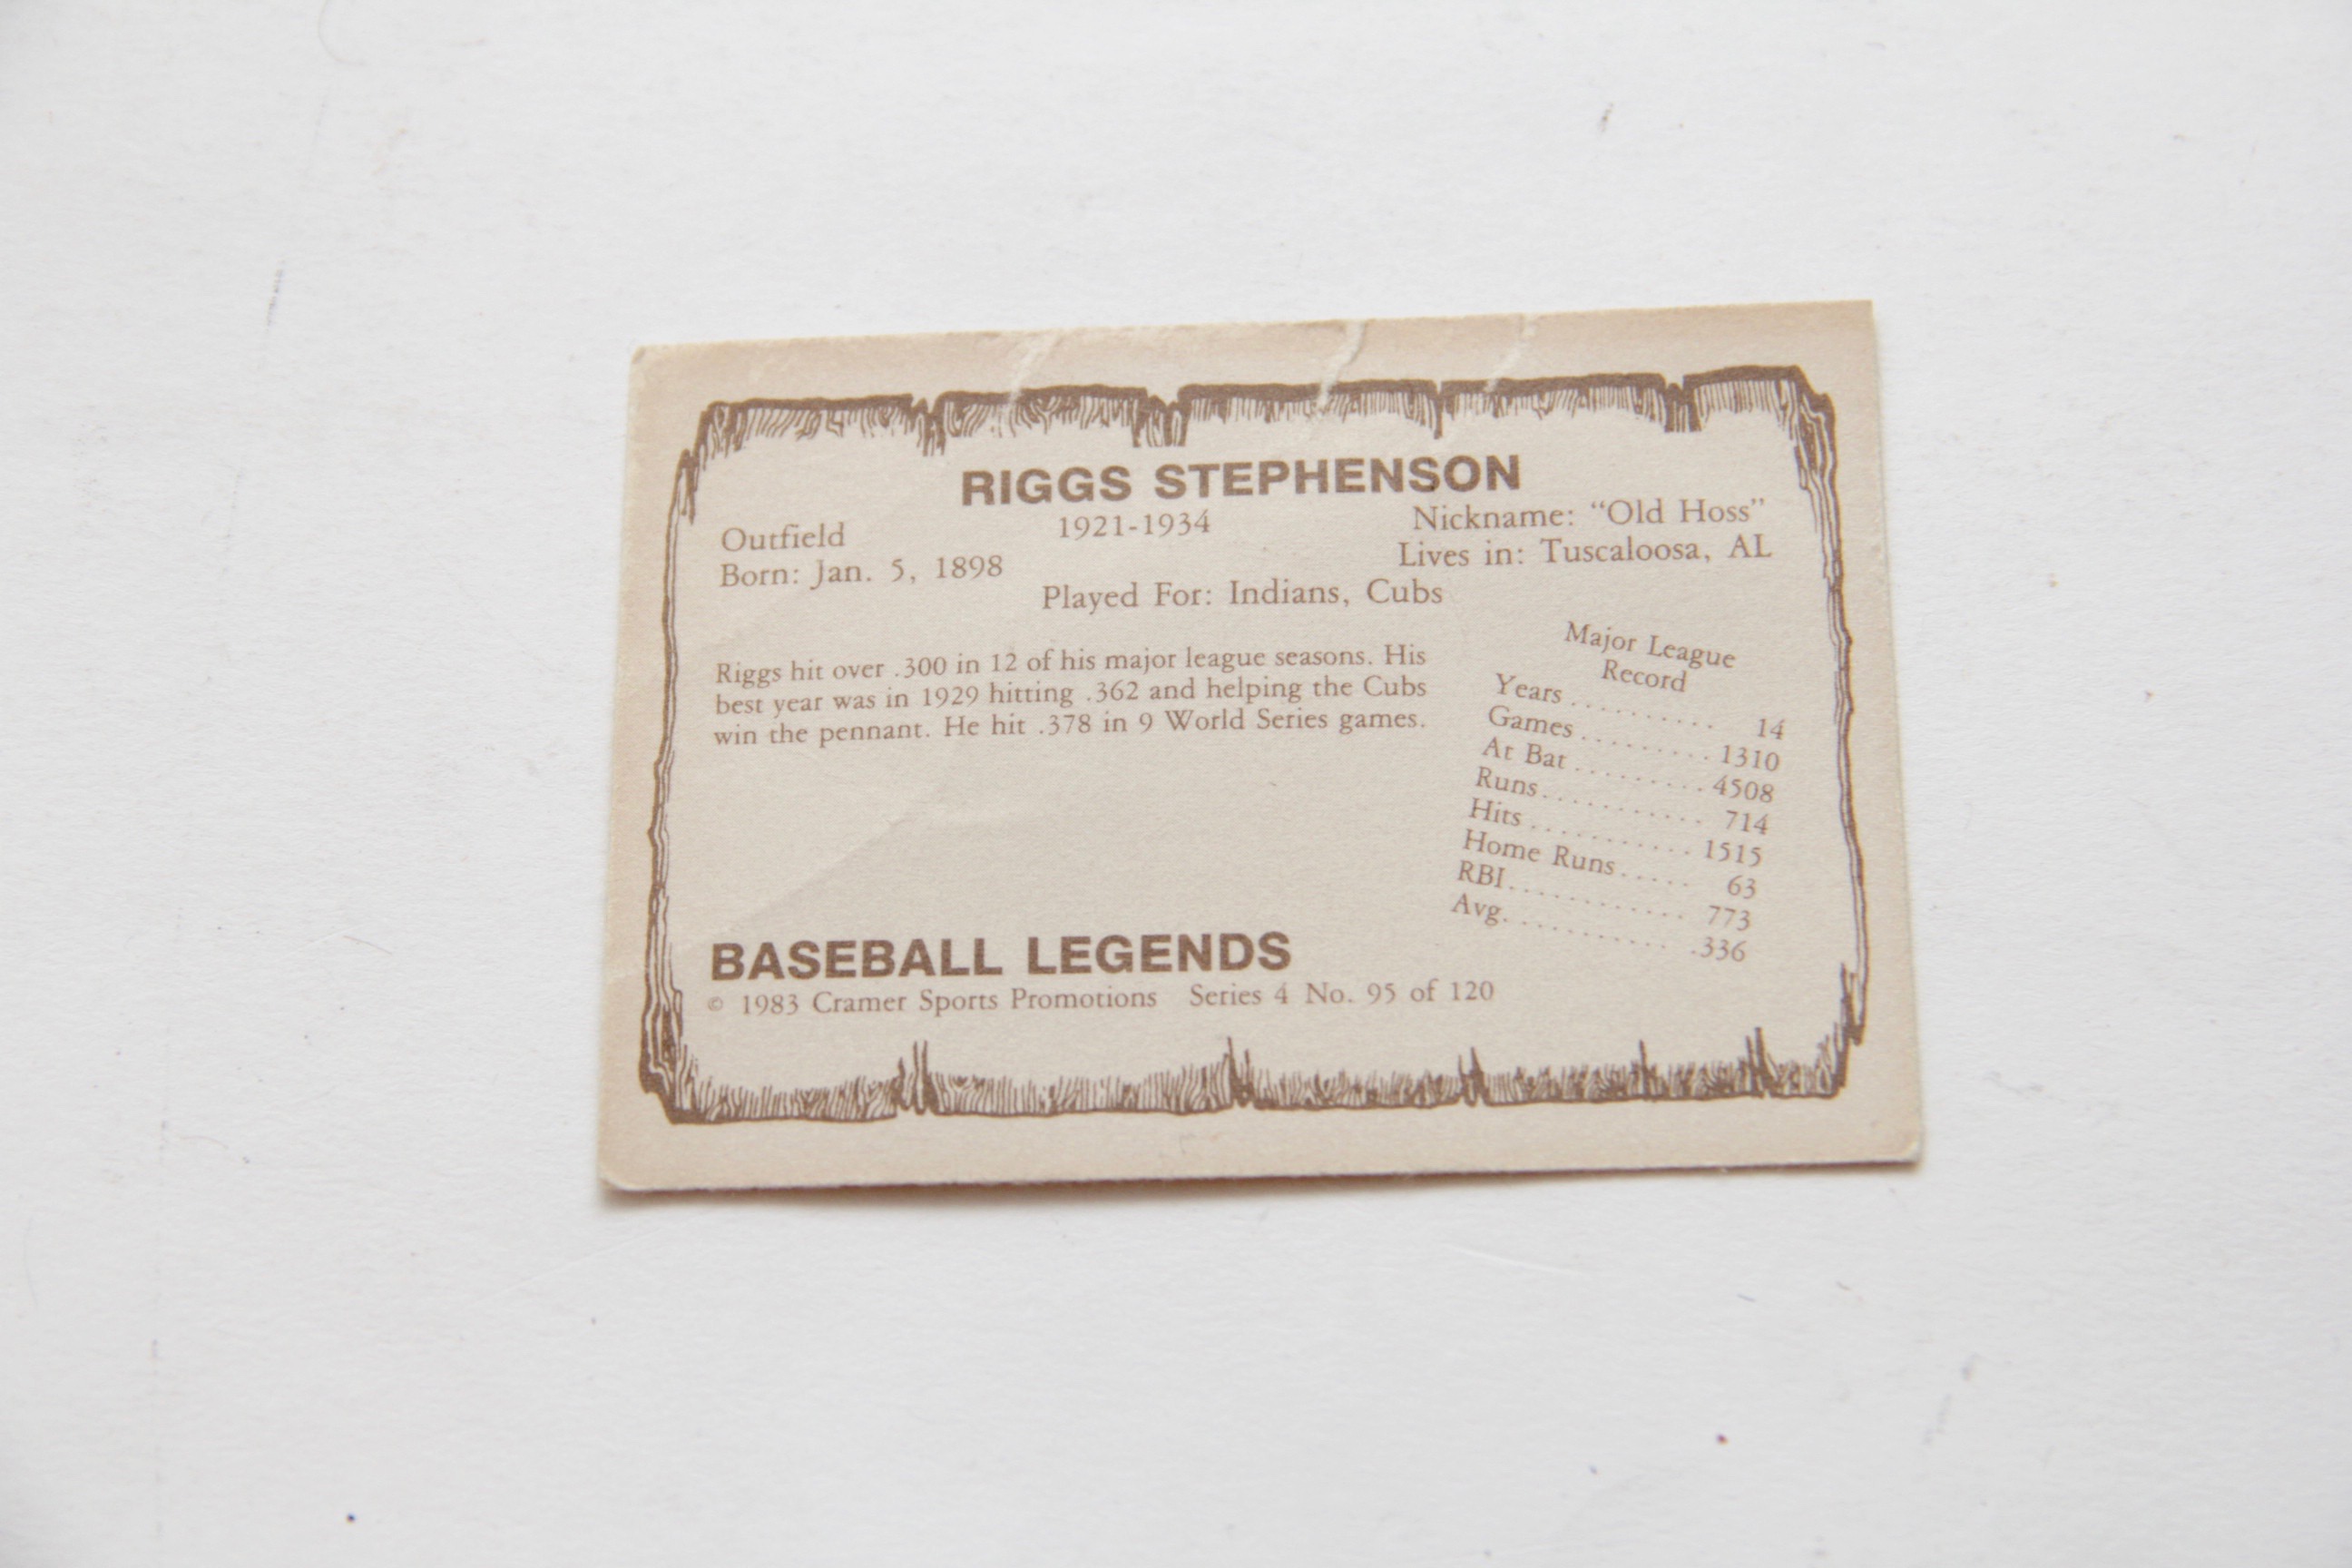 RIGGS STEPHENSON
Outfield 1921-1934 Nickname: “Old Hoss”
Born: Jan. 5, 1898 Lives in: Tuscaloosa, AL
Played For: Indians, Cubs
Riggs hit over .300 in 12 of his major league seasons. His
best year was in 1929 hitting .362 and helping the Cubs
win the pennant. He hit .378 in 9 World Series games.
Major League
Record
Years .......... 14
Games ......... 1310
At Bat ......... 4508
Runs........... 714
Hits ........... 1515
Home Runs ..... 63
RBI............ 773
Avg. .......... .336
BASEBALL LEGENDS
© 1983 Cramer Sports Promotions Series 4 No. 95 of 120